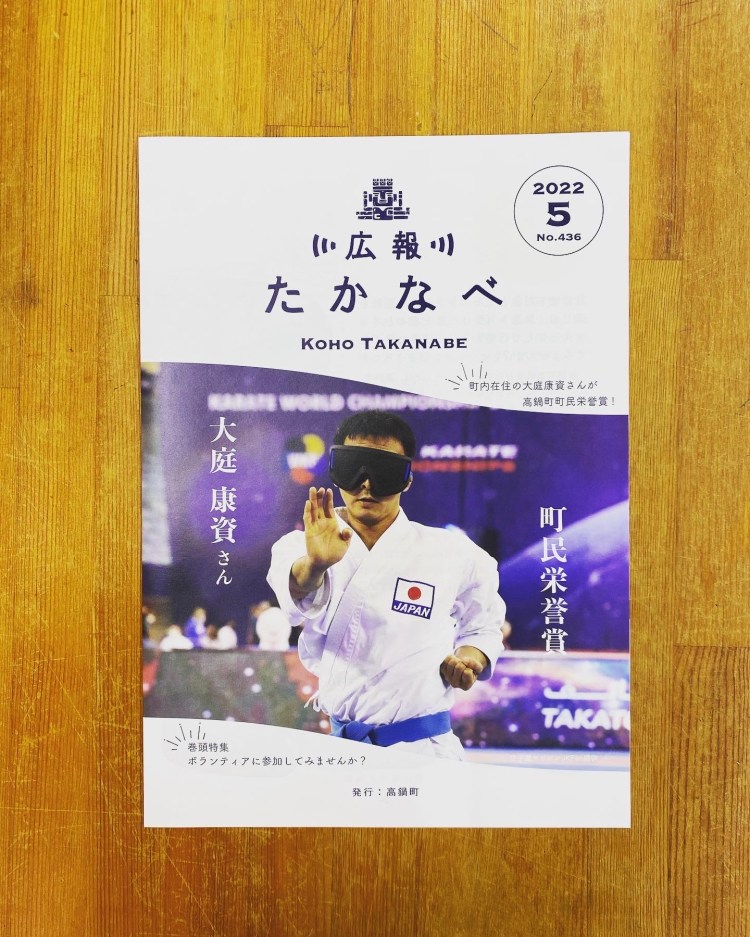 2022
5
No.436
広報
たかなべ
KOHO TAKANABE
町内在住の大庭康資さんが
高鍋町町民栄誉賞！
KARATE WORLD CHAMPIONSHIP
KARATE
大庭 康資さん
町民栄誉賞
JAPAN
TAKAT
巻頭特集
ボランティアに参加してみませんか？
発行：高鍋町